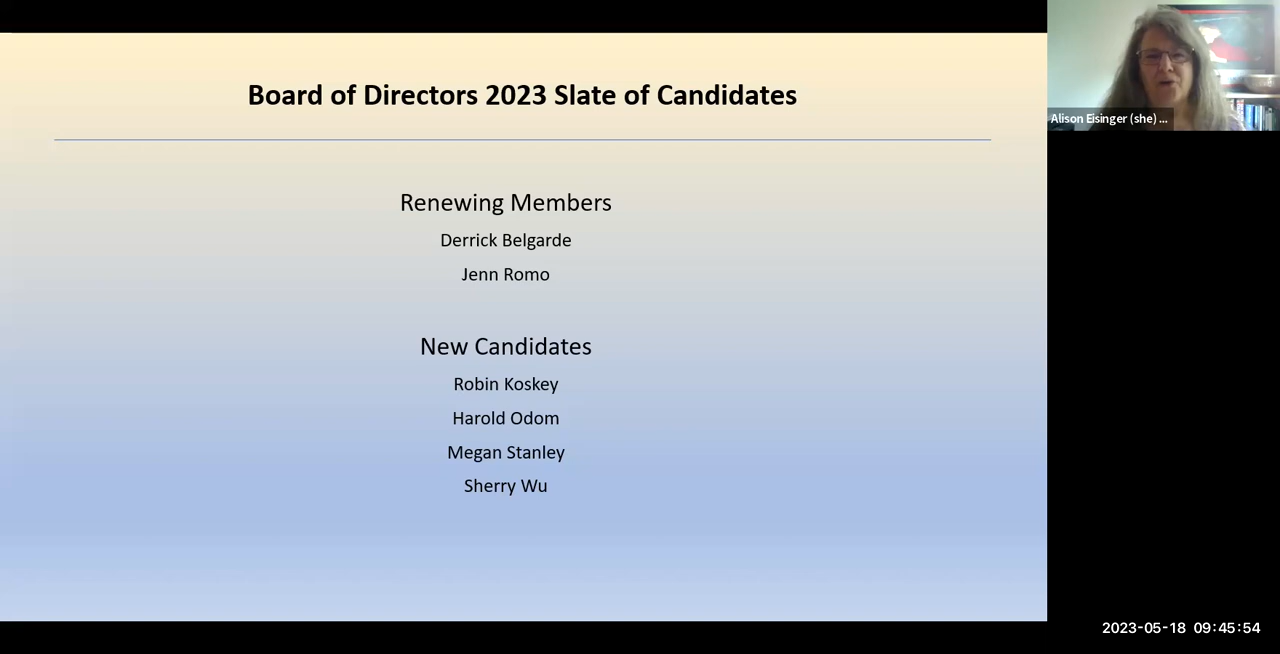 Board of Directors 2023 Slate of Candidates
Renewing Members
Derrick Belgarde
Jenn Romo
New Candidates
Robin Koskey
Harold Odom
Megan Stanley
Sherry Wu
Alison Eisinger (she) ...
2023-05-18 09:45:54